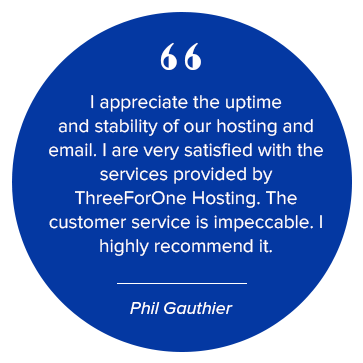 “
I appreciate the uptime
and stability of our hosting and
email. I are very satisfied with the
services provided by
ThreeForOne Hosting. The
customer service is impeccable. I
highly recommend it.
Phil Gauthier